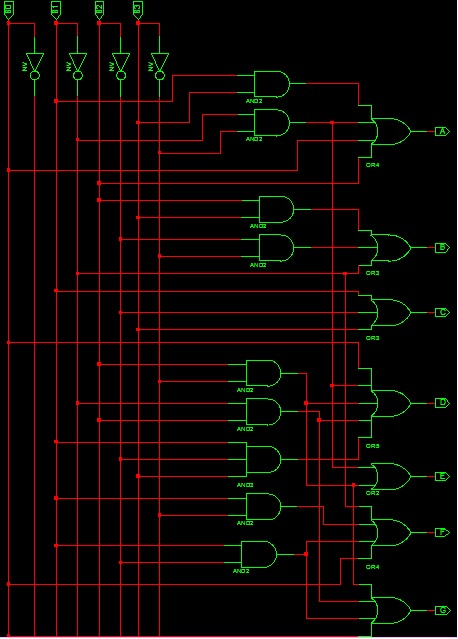 B0 B1 B2 B3
INV INV INV INV
AND2
A
AND2
OR4
AND2
B
AND2
OR3
C
OR3
AND2
D
AND2
OR5
E
AND2
OR2
AND2
F
OR4
AND2
G